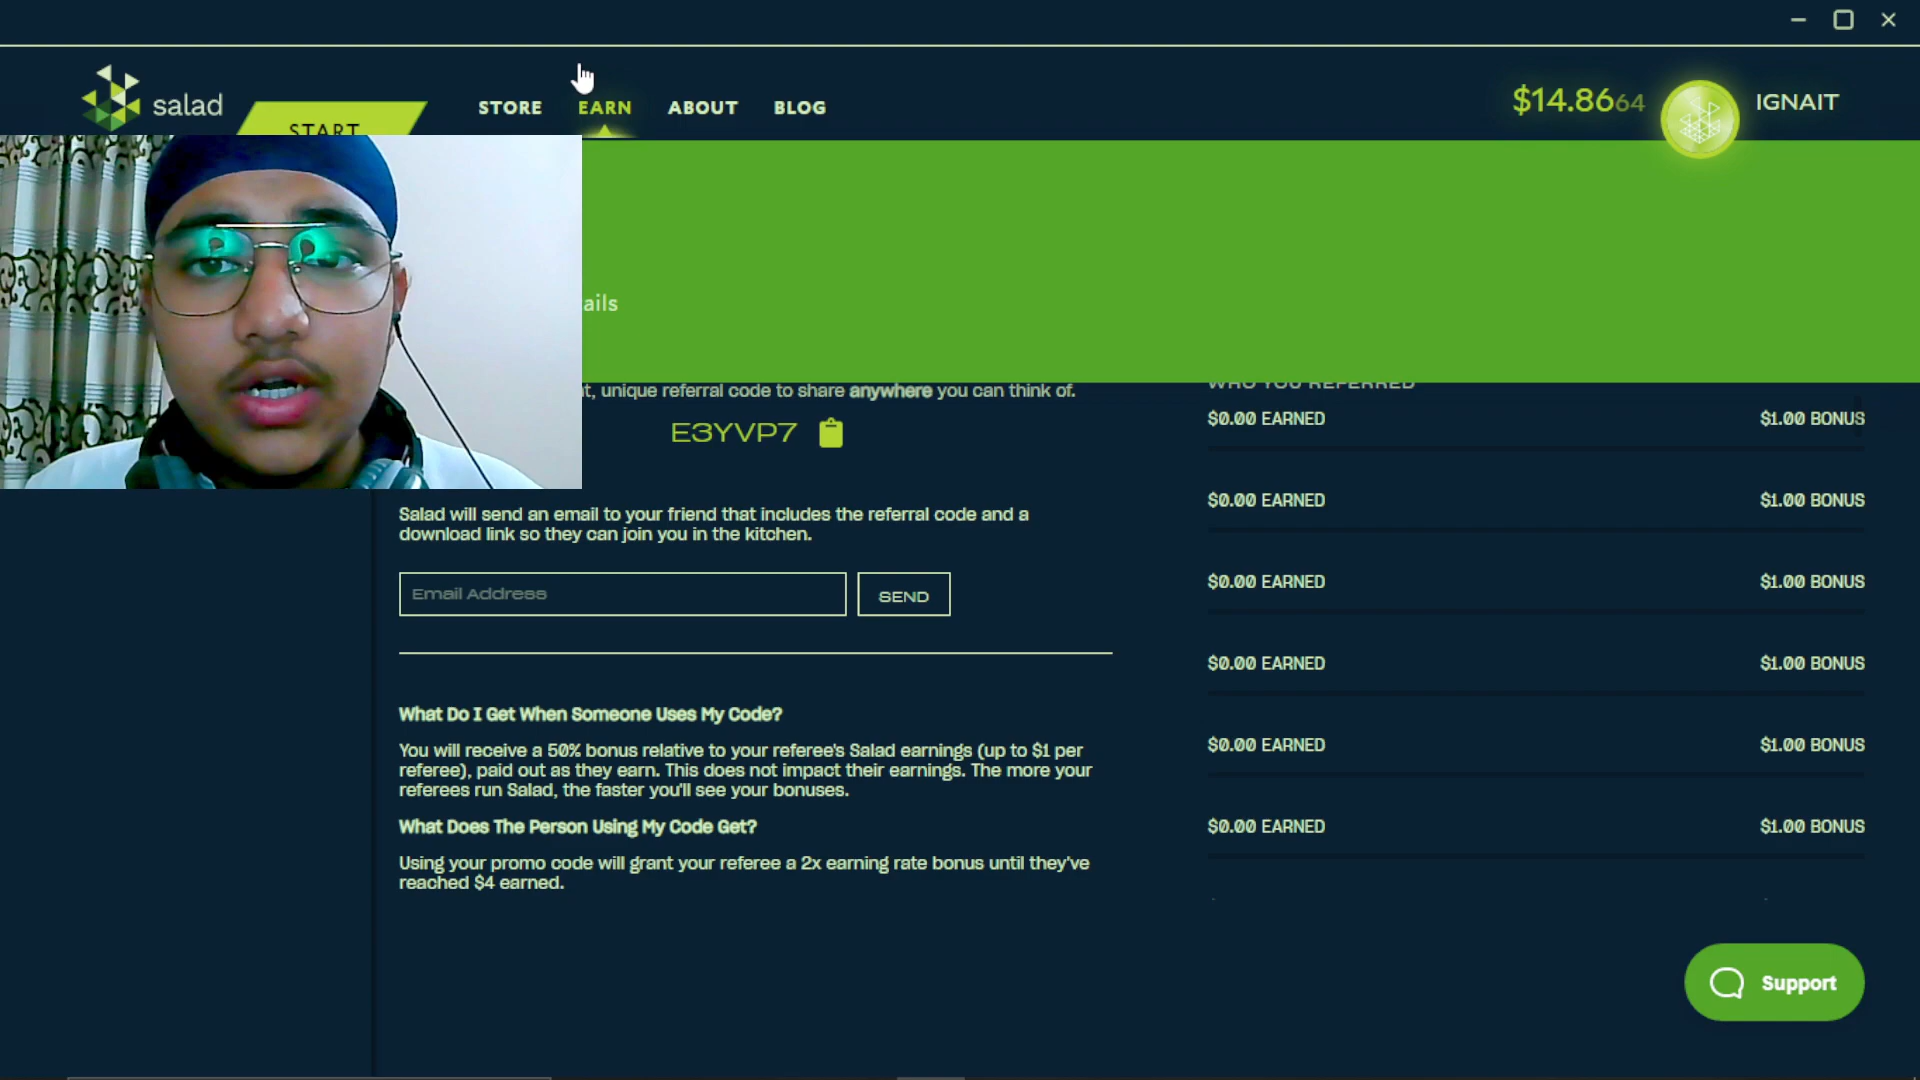 salad
START
STORE
EARN
ABOUT
BLOG
$14.8664
IGNAIT
ails
unique referral code to share anywhere you can think of.
E3YVP7
Salad will send an email to your friend that includes the referral code and a
download link so they can join you in the kitchen.
Email Address
SEND
What Do I Get When Someone Uses My Code?
You will receive a 50% bonus relative to your referee's Salad earnings (up to $1 per
referee), paid out as they earn. This does not impact their earnings. The more your
referees run Salad, the faster you'll see your bonuses.
What Does The Person Using My Code Get?
Using your promo code will grant your referee a 2x earning rate bonus until they've
reached $4 earned.
WHO YOU REFERRED
$0.00 EARNED $1.00 BONUS
$0.00 EARNED $1.00 BONUS
$0.00 EARNED $1.00 BONUS
$0.00 EARNED $1.00 BONUS
$0.00 EARNED $1.00 BONUS
$0.00 EARNED $1.00 BONUS
Support